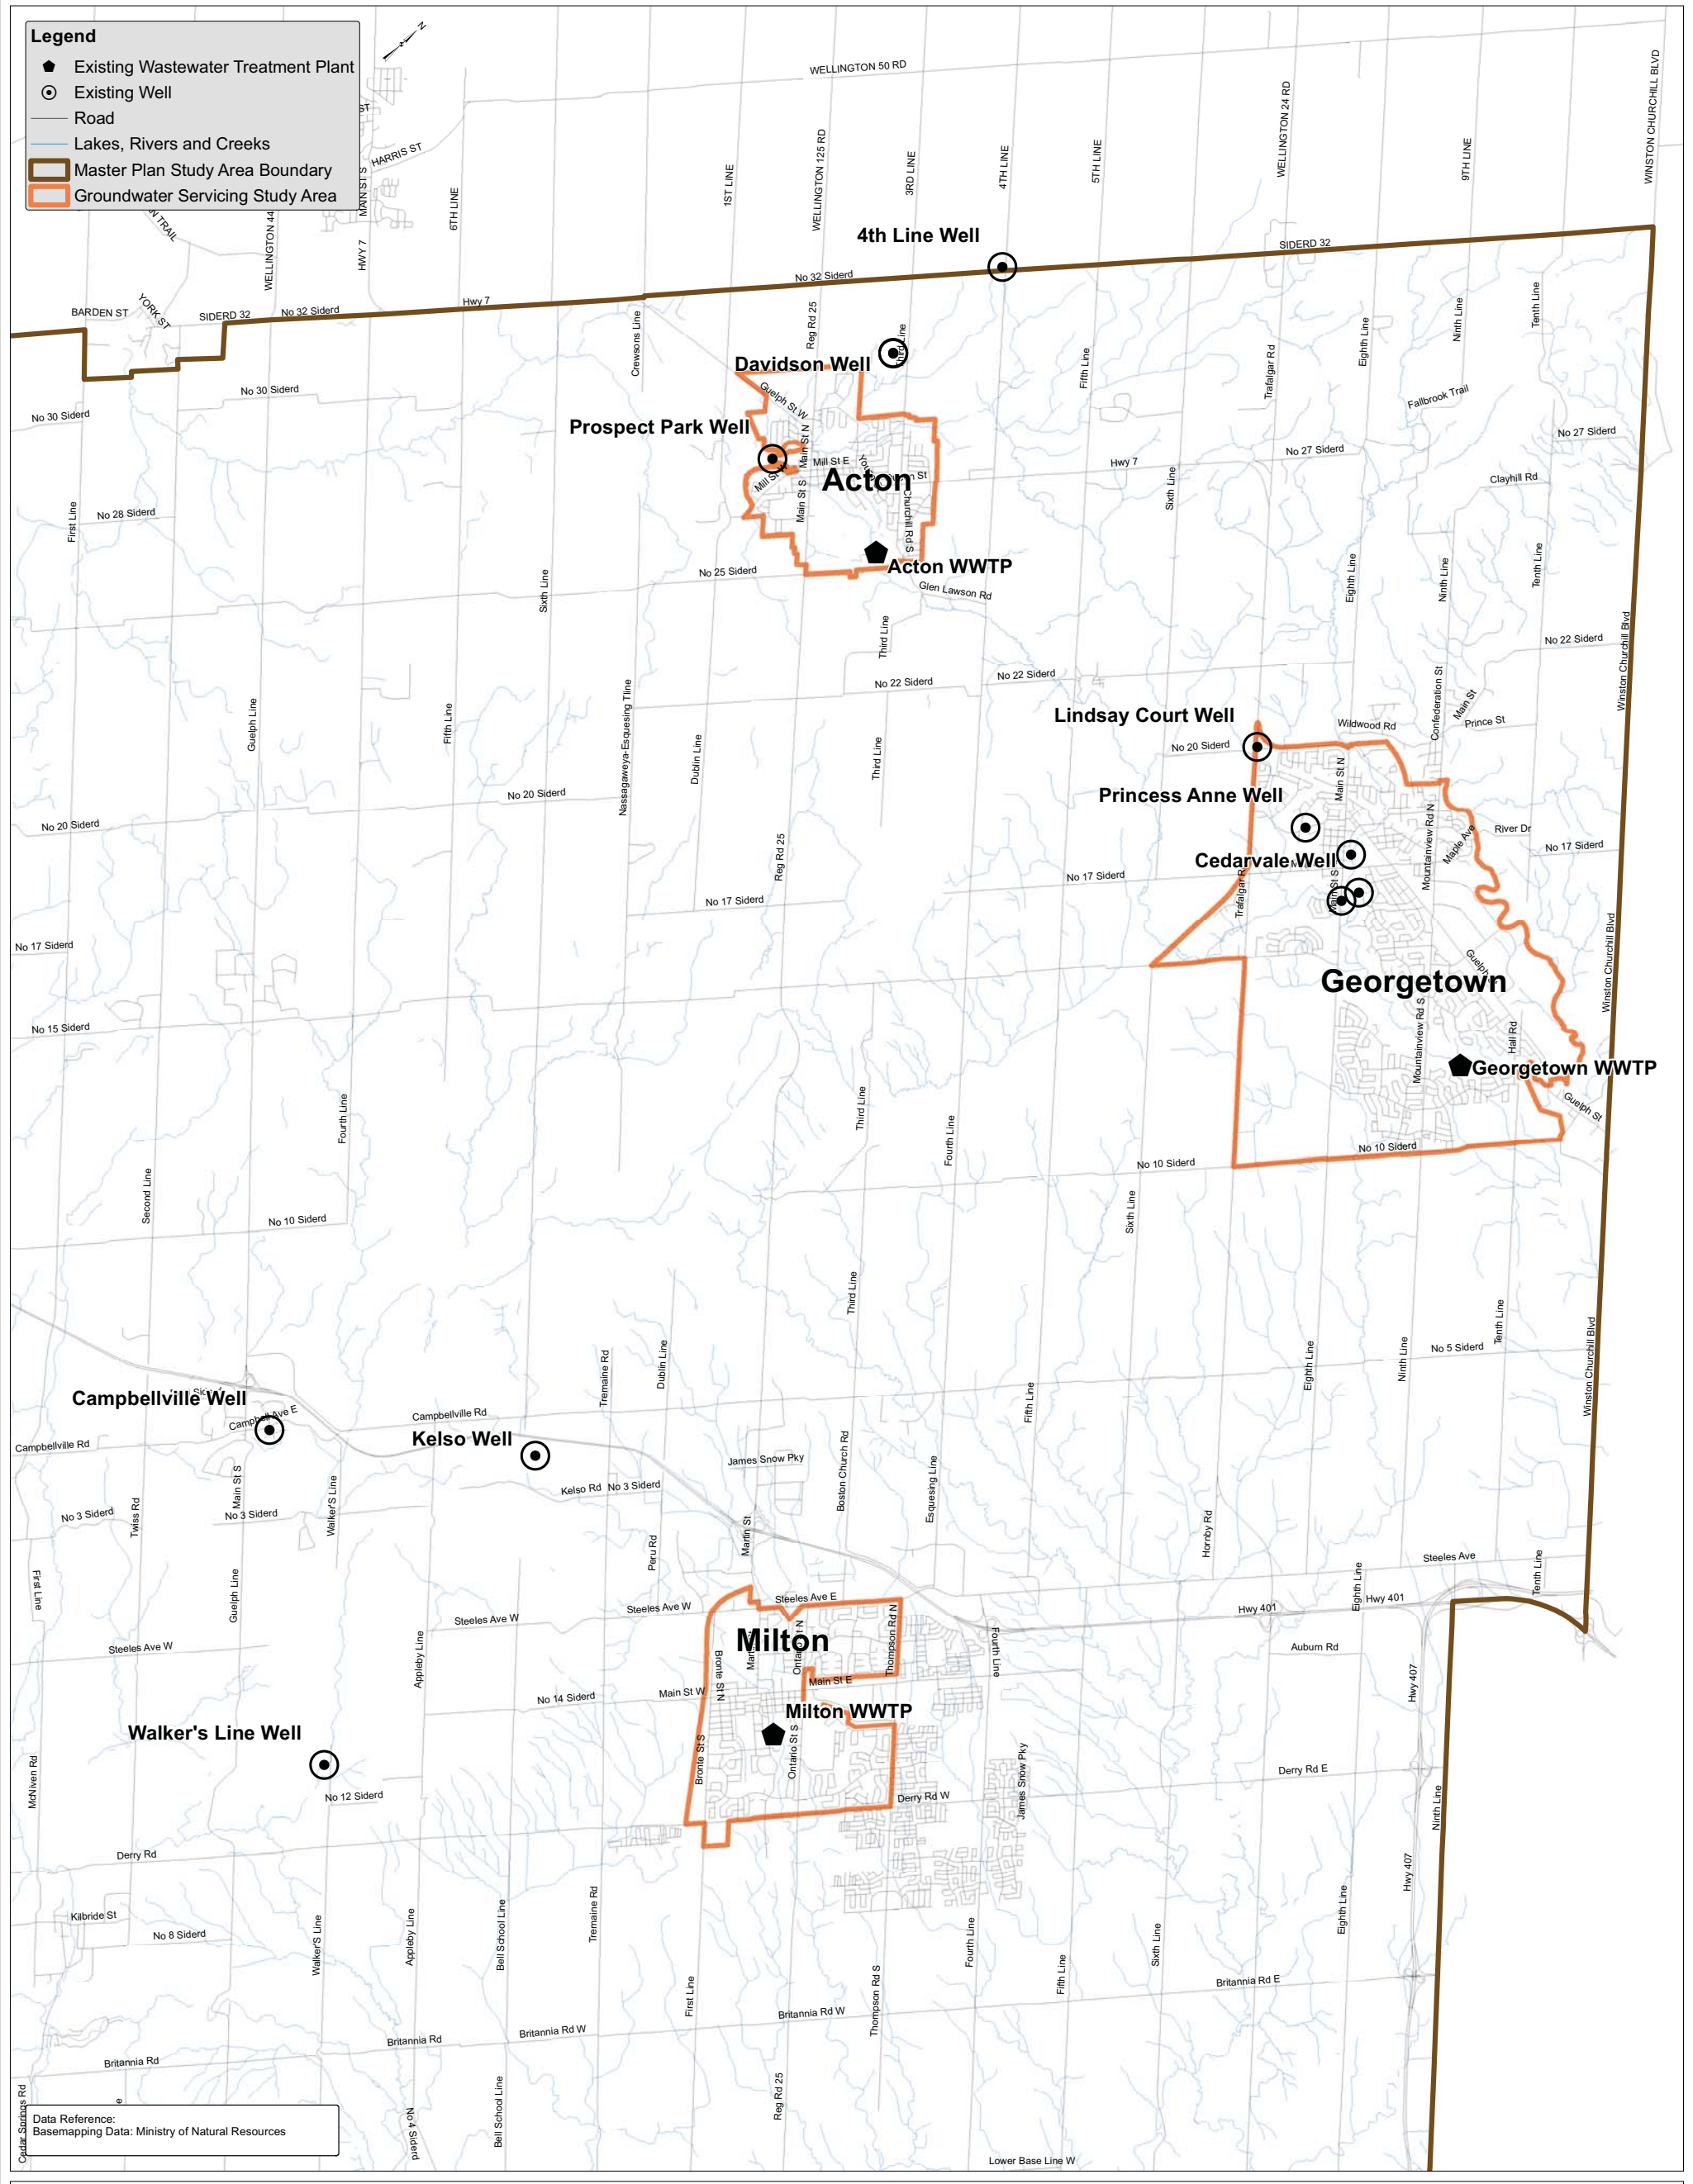 Legend
Existing Wastewater Treatment Plant
Existing Well
Road
Lakes, Rivers and Creeks
Master Plan Study Area Boundary
Groundwater Servicing Study Area
N
ST
HARRIS ST
MAIN ST S
TRAIL
WELLINGTON 44
HWY 7
6TH LINE
WELLINGTON 50 RD
1ST LINE
WELLINGTON 125 RD
3RD LINE
4TH LINE
5TH LINE
WELLINGTON 24 RD
9TH LINE
WINSTON CHURCHILL BLVD
4th Line Well
SIDERD 32
No 32 Siderd
Hwy 7
BARDEN ST
YORK ST
SIDERD 32
No 32 Siderd
Crewsons Line
Reg Rd 25
Third Line
Fifth Line
Trafalgar Rd
Eighth Line
Ninth Line
Tenth Line
Davidson Well
Guelph St W
No 30 Siderd
No 30 Siderd
Fallbrook Trail
Prospect Park Well
Main St N
Mill St E
Hwy 7
No 27 Siderd
No 27 Siderd
Acton
Mill St
Main St S
Churchill Rd S
Sixth Line
Clayhill Rd
First Line
No 28 Siderd
Acton WWTP
No 25 Siderd
Glen Lawson Rd
Sixth Line
Eighth Line
Ninth Line
Tenth Line
Third Line
No 22 Siderd
No 22 Siderd
No 22 Siderd
Winston Churchill Blvd
Guelph Line
Fifth Line
Nassagaweya-Esquesing Tline
Dublin Line
Third Line
Lindsay Court Well
Wildwood Rd
Confederation St
Main St
Prince St
No 20 Siderd
Main St N
Princess Anne Well
No 20 Siderd
No 20 Siderd
Mountainview Rd N
Maple Ave
River Dr
No 17 Siderd
Cedarvale Well
Reg Rd 25
No 17 Siderd
Trafalgar R
Main St S
No 17 Siderd
No 17 Siderd
Guelph
Winston Churchill Blvd
Georgetown
No 15 Siderd
Mountainview Rd S
Hall Rd
Georgetown WWTP
Guelph St
Fourth Line
Third Line
Fourth Line
No 10 Siderd
No 10 Siderd
Second Line
No 10 Siderd
Sixth Line
Third Line
Tenth Line
Tremaine Rd
Dublin Line
Fifth Line
Eighth Line
Ninth Line
No 5 Siderd
Winston Churchill Blvd
Campbellville Well
Campbell Ave E
Campbellville Rd
Campbellville Rd
Kelso Well
James Snow Pky
Boston Church Rd
Esquesing Line
Kelso Rd
No 3 Siderd
Main St S
Walker'S Line
Twiss Rd
No 3 Siderd
No 3 Siderd
Peru Rd
Martin St
Hornby Rd
Steeles Ave
First Line
Guelph Line
Steeles Ave E
Steeles Ave W
Steeles Ave W
Steeles Ave W
Hwy 401
Hwy 401
Eighth Line
Tenth Line
Auburn Rd
Milton
Ontario St N
Thompson Rd N
Fourth Line
Bronte St N
Main St E
Main St W
No 14 Siderd
Appleby Line
Hwy 407
Milton WWTP
Walker's Line Well
Bronte St S
Ontario St S
James Snow Pky
Derry Rd E
McNiven Rd
No 12 Siderd
Derry Rd W
Ninth Line
Derry Rd
Hwy 407
Kilbride St
No 8 Siderd
Walker'S Line
Appleby Line
Bell School Line
Tremaine Rd
Fourth Line
Fifth Line
Sixth Line
Eighth Line
First Line
Thompson Rd S
Britannia Rd E
Britannia Rd W
Britannia Rd W
Britannia Rd
Britannia Rd
Cedar Springs Rd
No 4 Siderd
Bell School Line
Reg Rd 25
Lower Base Line W
Data Reference:
Basemapping Data: Ministry of Natural Resources